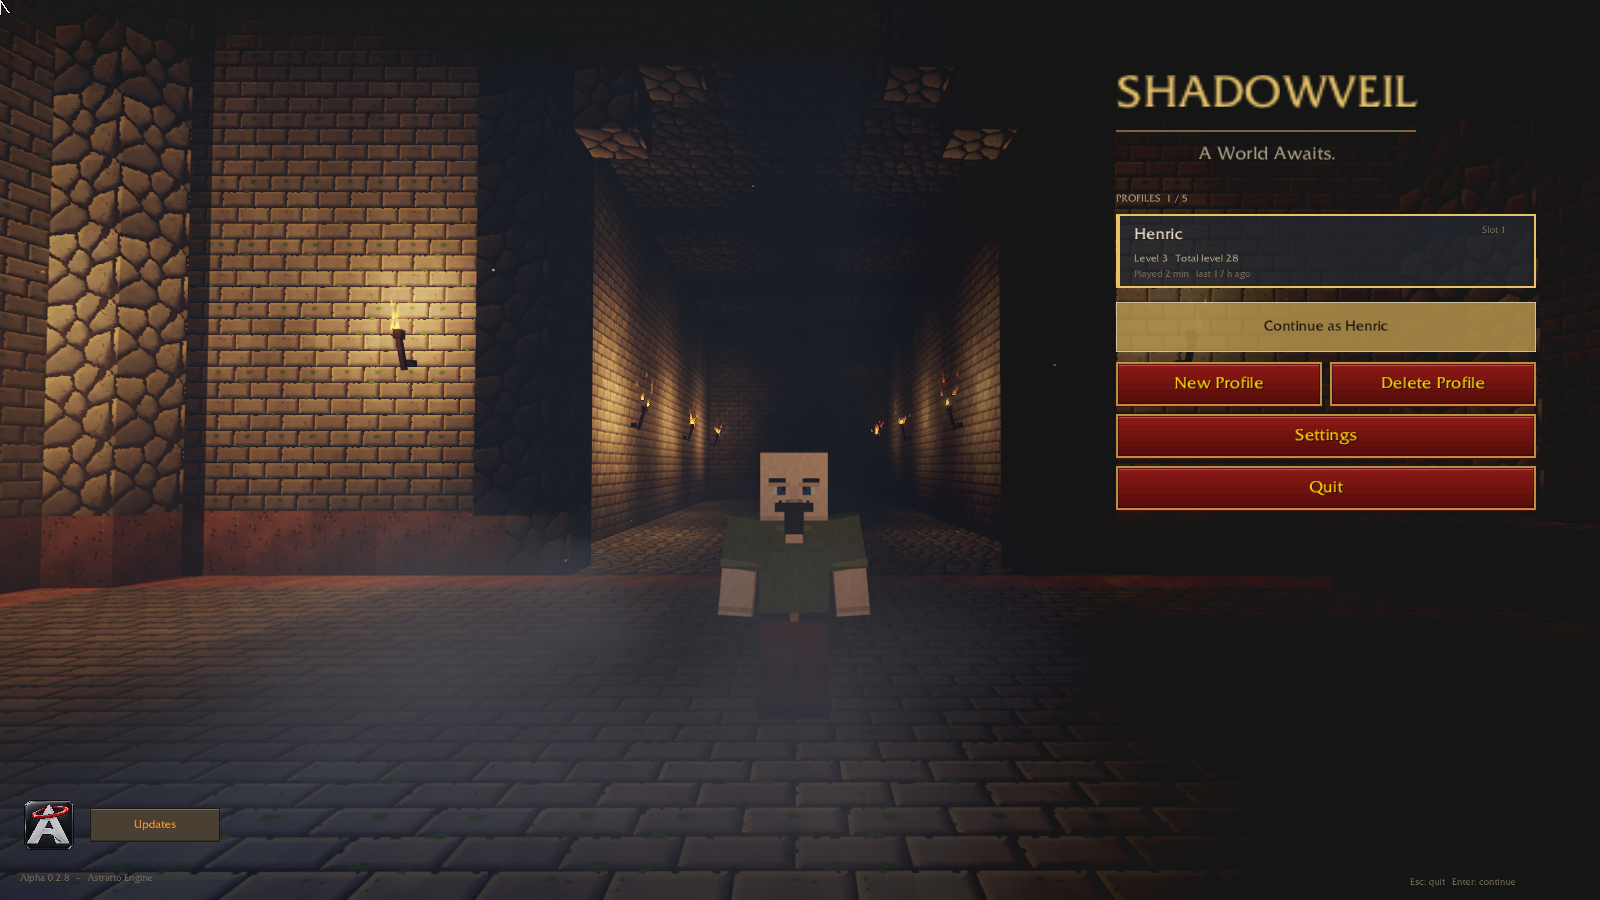 SHADOWVEIL
A World Awaits.
PROFILES 1 / 5
Henric
Slot 1
Level 3 Total level 28
Played 2 min last 17 h ago
Continue as Henric
New Profile
Delete Profile
Settings
Quit
A
Updates
Alpha 0.2.8 - Astratto Engine
Esc: quit Enter: continue